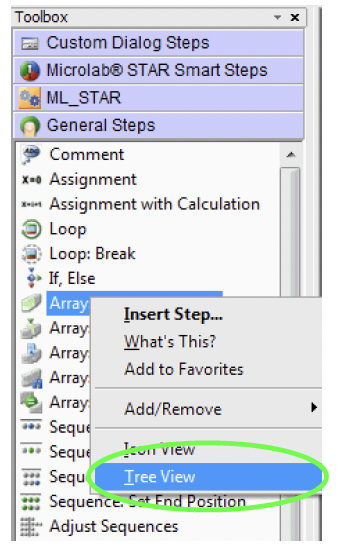 Toolbox
Custom Dialog Steps
Microlab® STAR Smart Steps
ML_STAR
General Steps
Comment
Assignment
Assignment with Calculation
Loop
Loop: Break
If, Else
Array
Insert Step...
Array
What's This?
Array
Add to Favorites
Array
Array
Add/Remove
Seque
Seque
Icon View
Sequ
Tree View
Sequence: Set End Position
Adjust Sequences